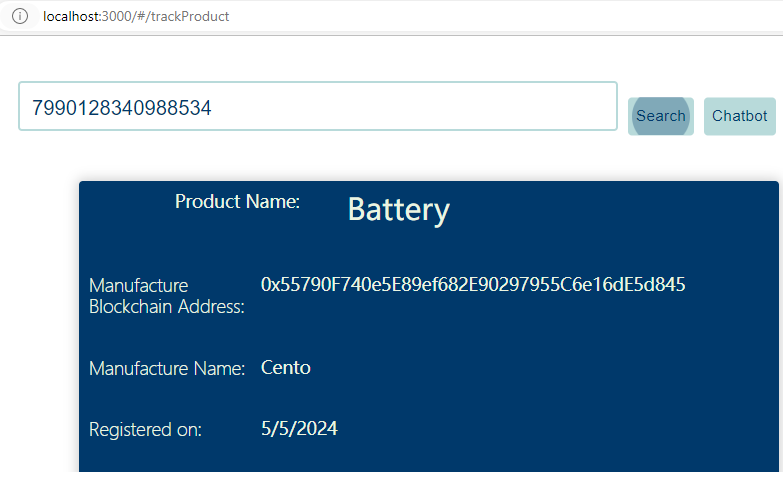 localhost:3000/#/trackProduct
7990128340988534
Search
Chatbot
Product Name: Battery
Manufacture
Blockchain Address: 0x55790F740e5E89ef682E90297955C6e16dE5d845
Manufacture Name: Cento
Registered on: 5/5/2024